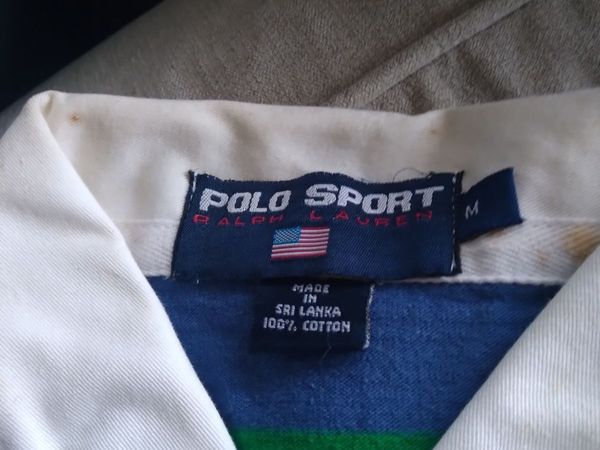 POLO SPORT
RALPH LAUREN
M
MADE
IN
SRI LANKA
100% COTTON